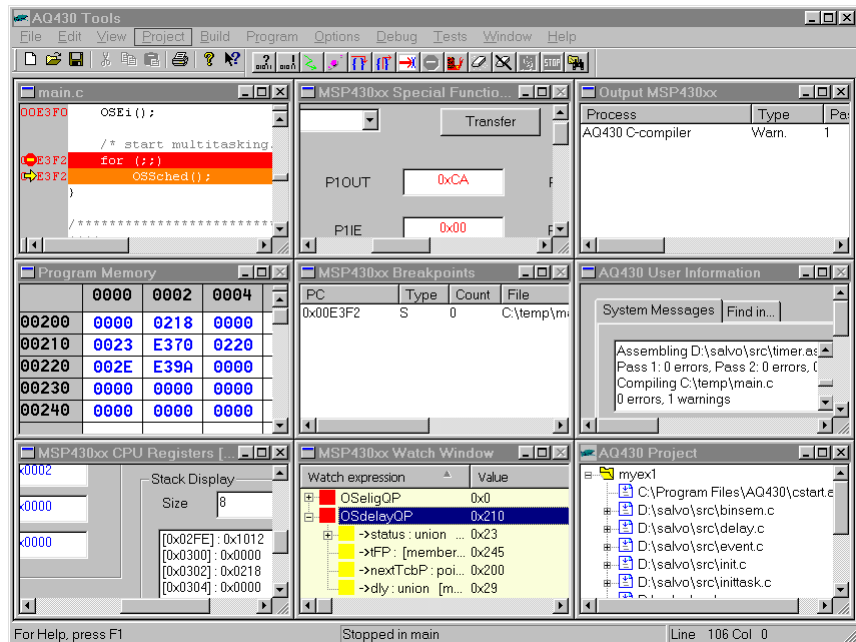 AQ430 Tools
File Edit View Project Build Program Options Debug Tests Window Help
main.c
00E3F0 OSEi();
/* start multitasking.
E3F2 for (;;)
E3F2 OSSched();
}
/***************************
MSP430xx Special Functio...
Transfer
P1OUT 0xCA
P1IE 0x00
Output MSP430xx
Process Type Pa
AQ430 C-compiler Warn. 1
Program Memory
0000 0002 0004
00200 0000 0218 0000
00210 0023 E370 0220
00220 002E E39A 0000
00230 0000 0000 0000
00240 0000 0000 0000
MSP430xx Breakpoints
PC Type Count File
0x00E3F2 S 0 C:\temp\m
AQ430 User Information
System Messages Find in...
Assembling D:\salvo\src\timer.as
Pass 1: 0 errors, Pass 2: 0 errors, (
Compiling C:\temp\main.c
0 errors, 1 warnings
MSP430xx CPU Registers [...
x0002
x0000
x0000
Stack Display
Size 8
[0x02FE] : 0x1012
[0x0300] : 0x0000
[0x0302] : 0x0218
[0x0304] : 0x0000
MSP430xx Watch Window
Watch expression Value
OSeligQP 0x0
OSdelayQP 0x210
->status : union ... 0x23
->tFP : [member... 0x245
->nextTcbP : poi... 0x200
->dly : union [m... 0x29
AQ430 Project
myex1
C:\Program Files\AQ430\cstart.
D:\salvo\src\binsem.c
D:\salvo\src\delay.c
D:\salvo\src\event.c
D:\salvo\src\init.c
D:\salvo\src\inittask.c
For Help, press F1 Stopped in main Line 106 Col 0